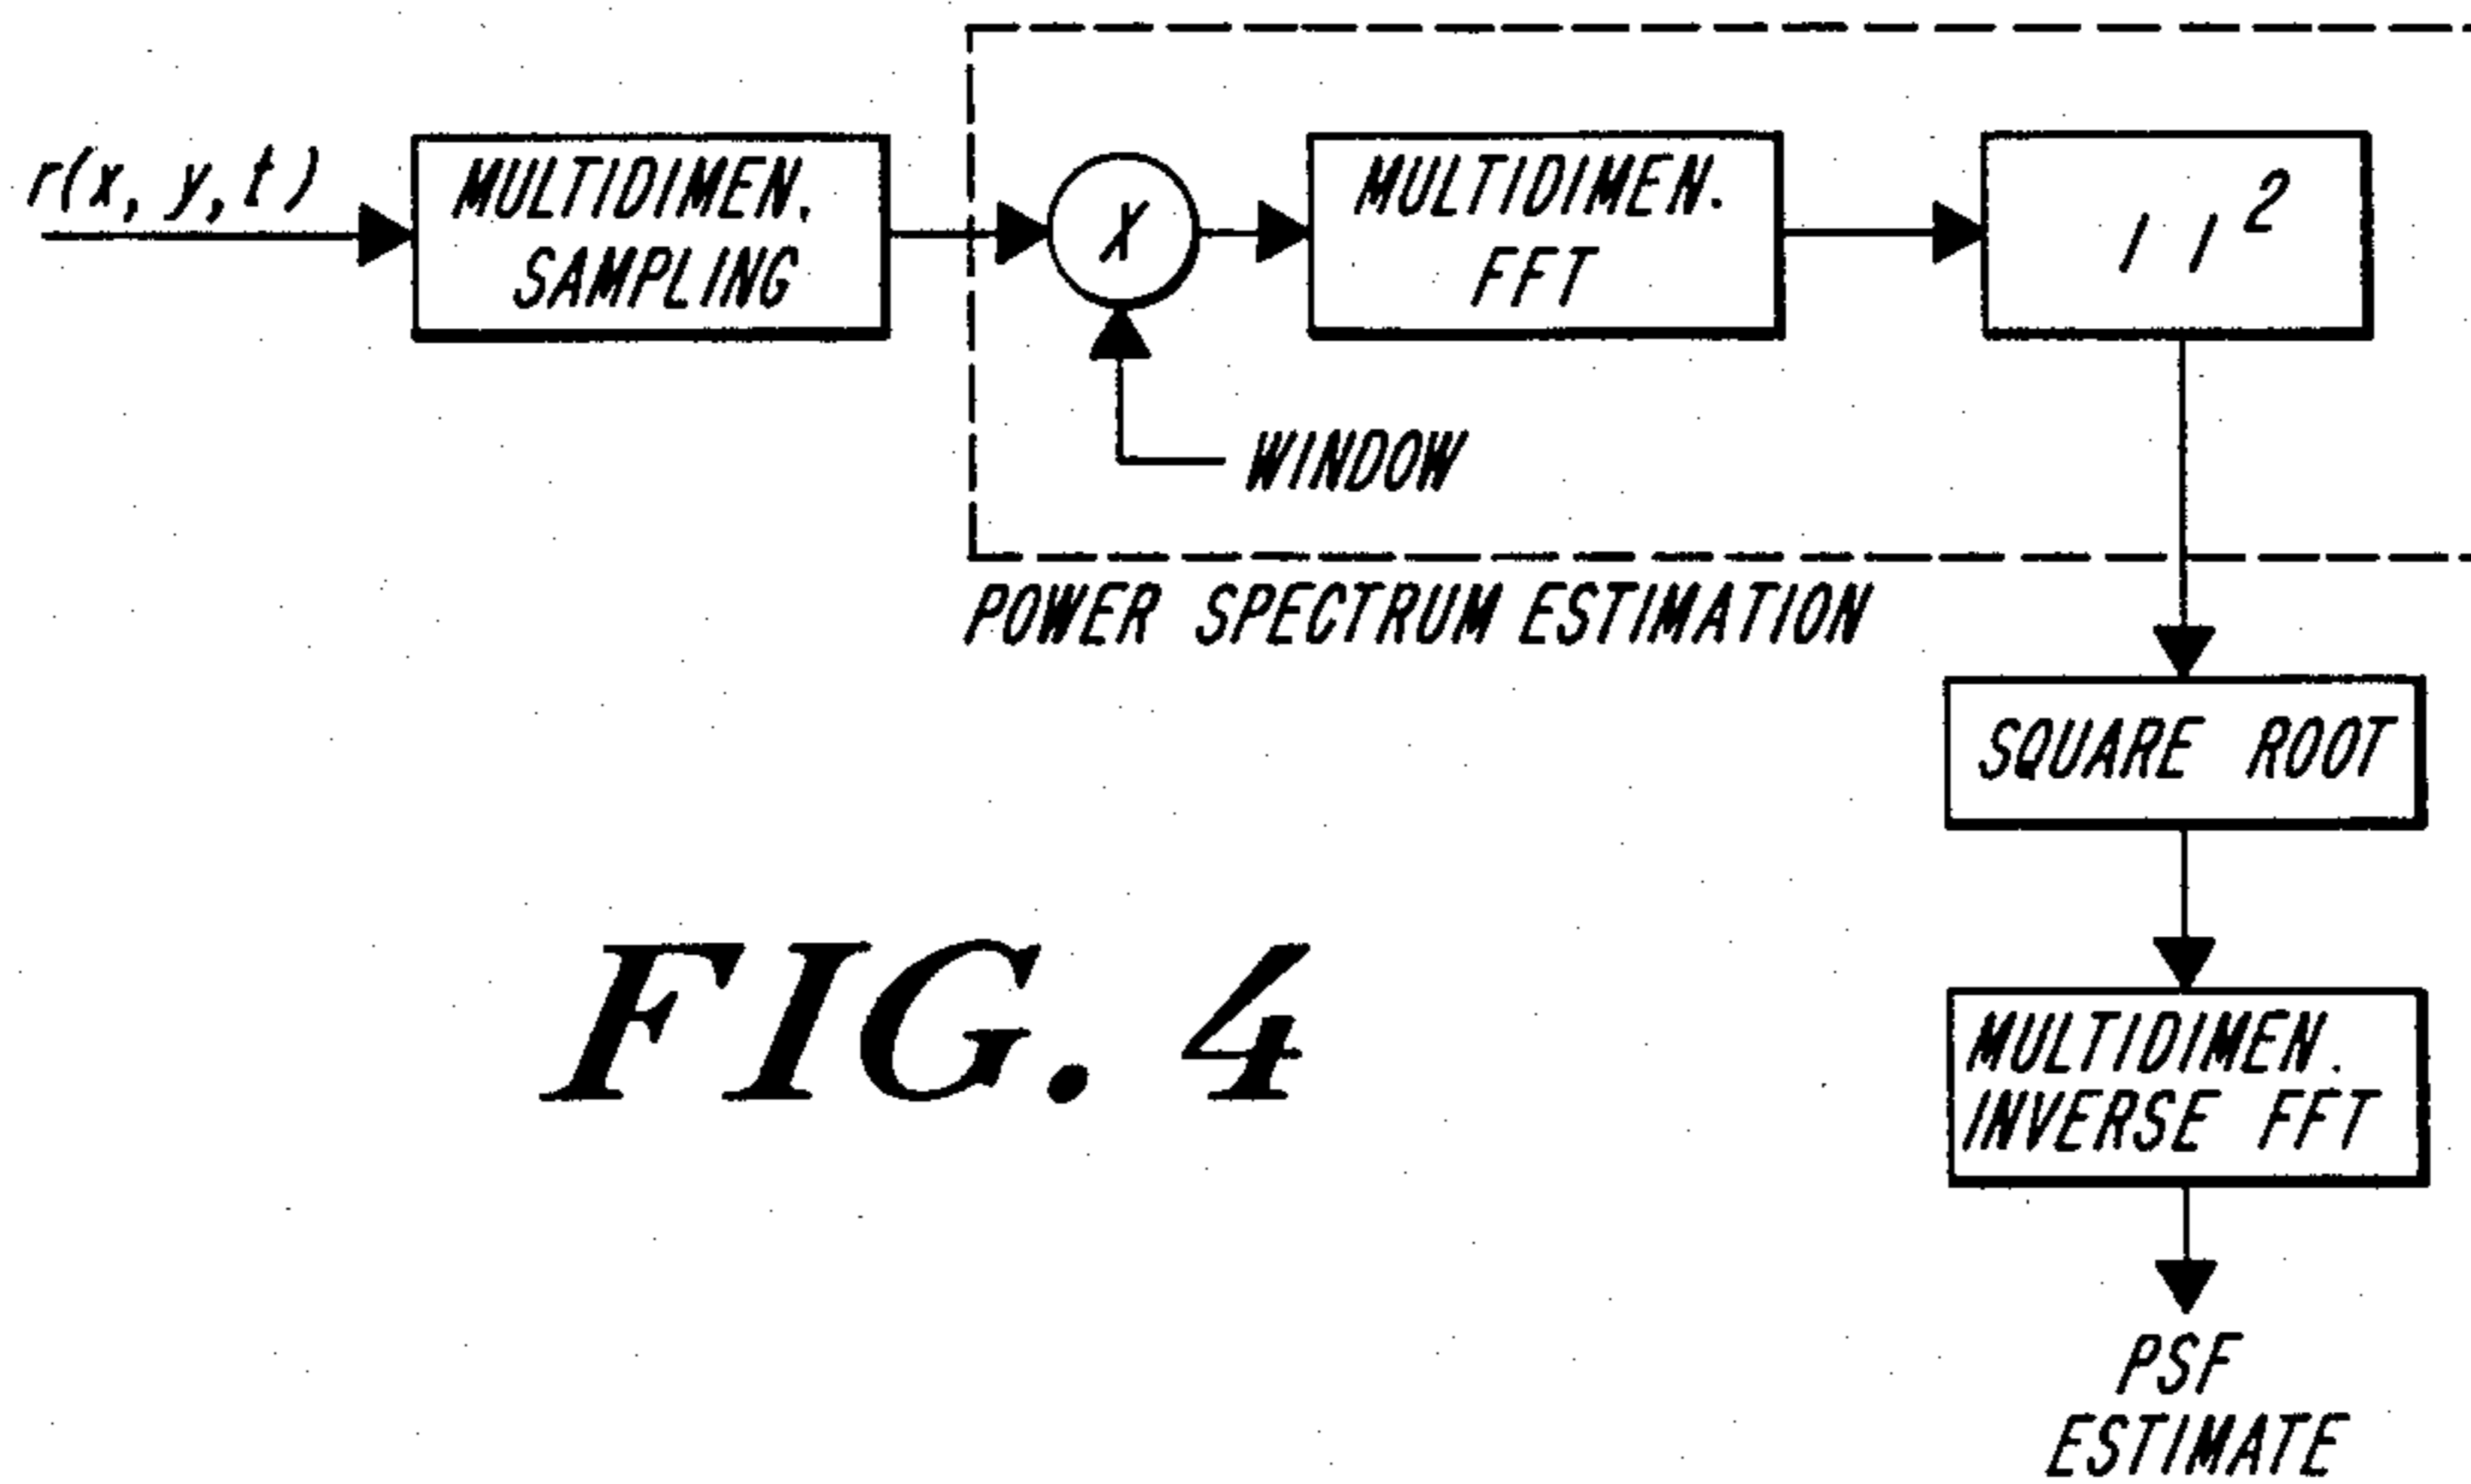 r(x, y, t)
MULTIDIMEN.
SAMPLING
X
MULTIDIMEN.
FFT
| |²
WINDOW
POWER SPECTRUM ESTIMATION
SQUARE ROOT
MULTIDIMEN.
INVERSE FFT
PSF
ESTIMATE
FIG. 4